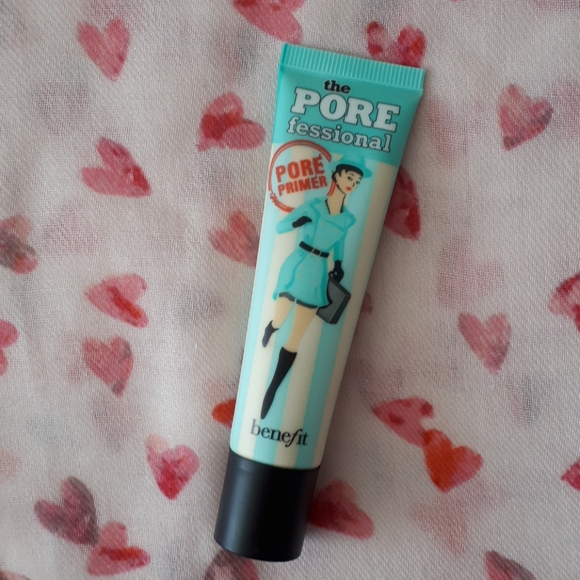 the
PORE
fessional
PORE
PRIMER
benefit